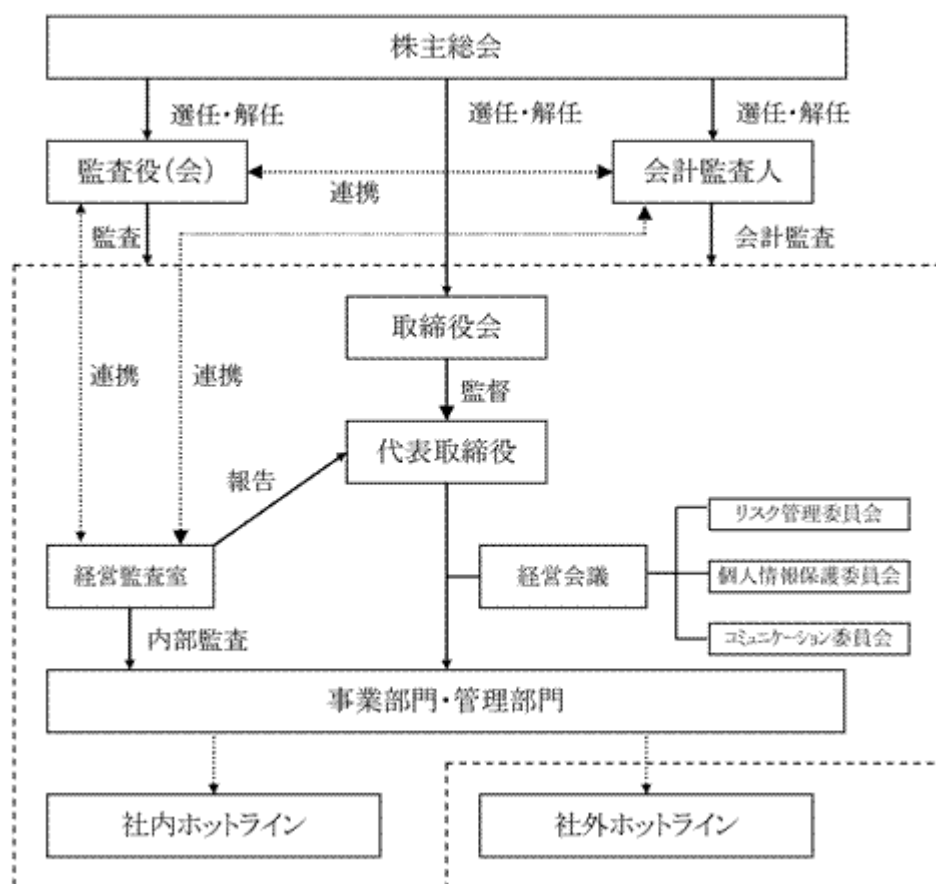 株主総会
選任・解任
選任・解任
選任・解任
監査役(会)
会計監査人
連携
監査
会計監査
取締役会
連携
連携
監督
代表取締役
報告
リスク管理委員会
経営監査室
経営会議
個人情報保護委員会
コミュニケーション委員会
内部監査
事業部門・管理部門
社内ホットライン
社外ホットライン